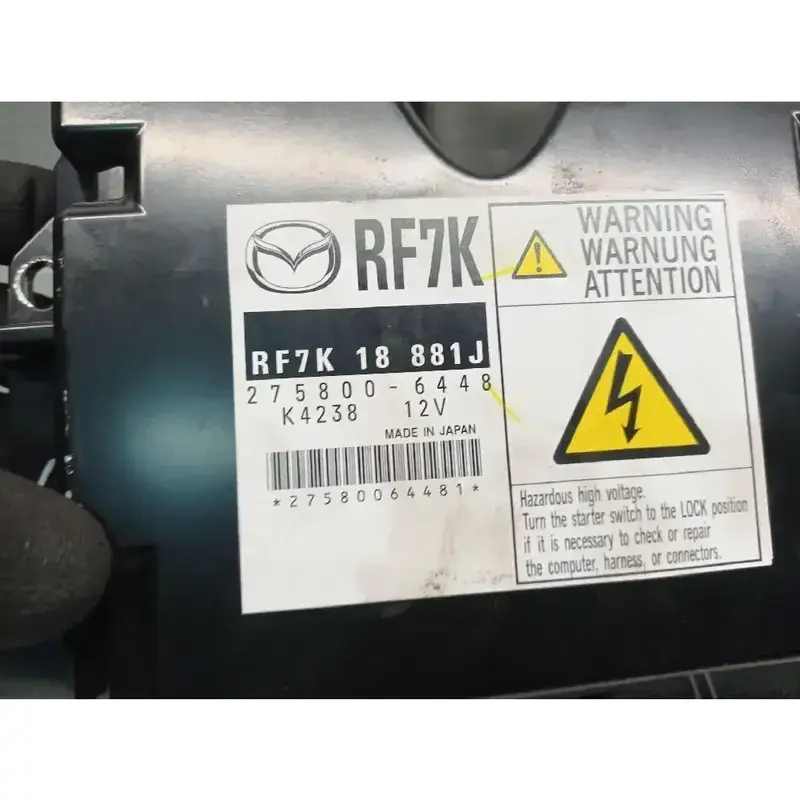 RF7K
RF7K 18 881J
275800-6448
K4238 12V
MADE IN JAPAN
*27580064481*
WARNING
WARNUNG
ATTENTION
Hazardous high voltage.
Turn the starter switch to the LOCK position
if it is necessary to check or repair
the computer, harness, or connectors.